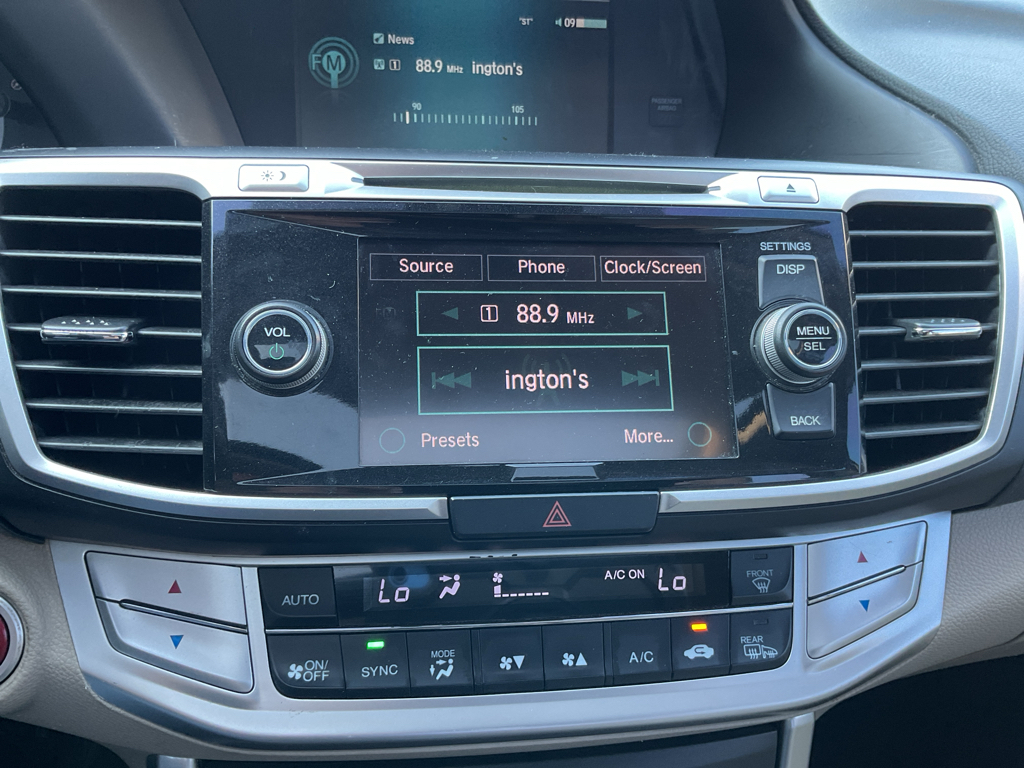 "ST" 09
News
FM 1 88.9 MHz ington's
90 105
PASSENGER
AIRBAG
SETTINGS
Source Phone Clock/Screen DISP
1 88.9 MHz
VOL MENU
SEL
ington's
Presets More... BACK
AUTO Lo A/C ON Lo FRONT
ON/
OFF SYNC MODE A/C REAR